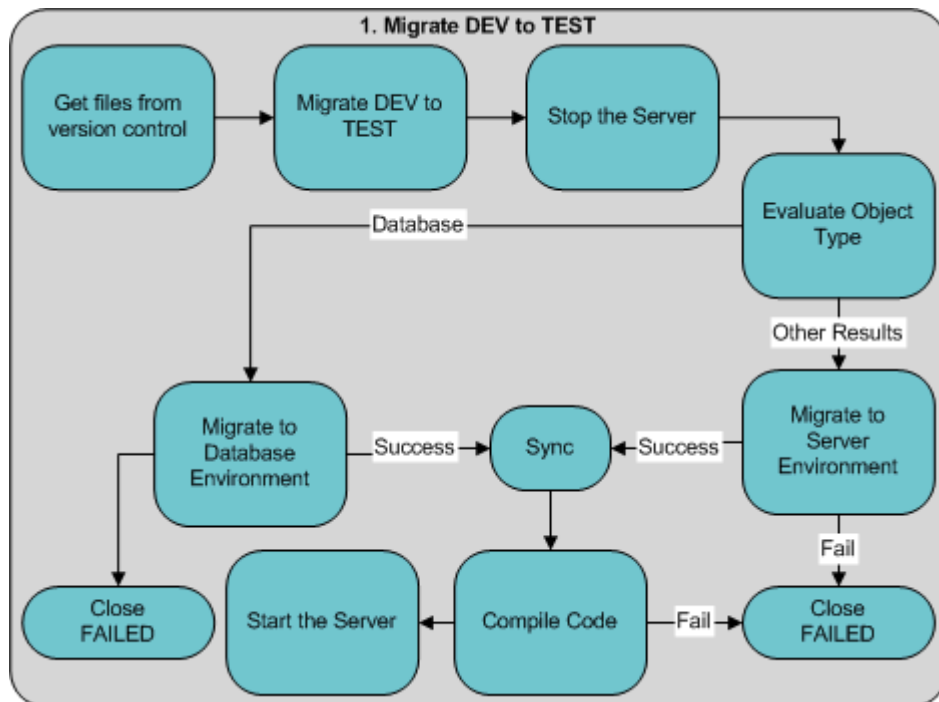 1. Migrate DEV to TEST
Get files from
version control
Migrate DEV to
TEST
Stop the Server
Evaluate Object
Type
Database
Other Results
Migrate to
Database
Environment
Success
Sync
Success
Migrate to
Server
Environment
Fail
Close
FAILED
Start the Server
Compile Code
Fail
Close
FAILED